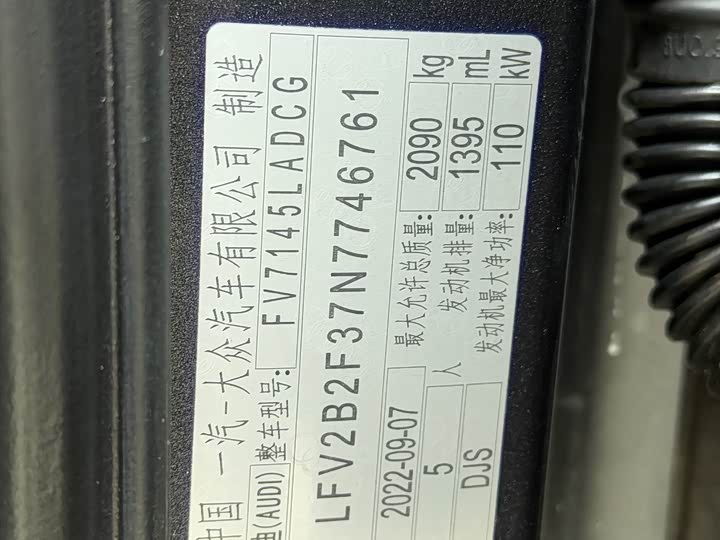 中国 一汽-大众汽车有限公司 制造
迪(AUDI) 整车型号: FV7145LADCG
LFV2B2F37N7746761
2022-09-07 最大允许总质量: 2090 kg
5 人 发动机排量: 1395 mL
DJS 发动机最大净功率: 110 kW